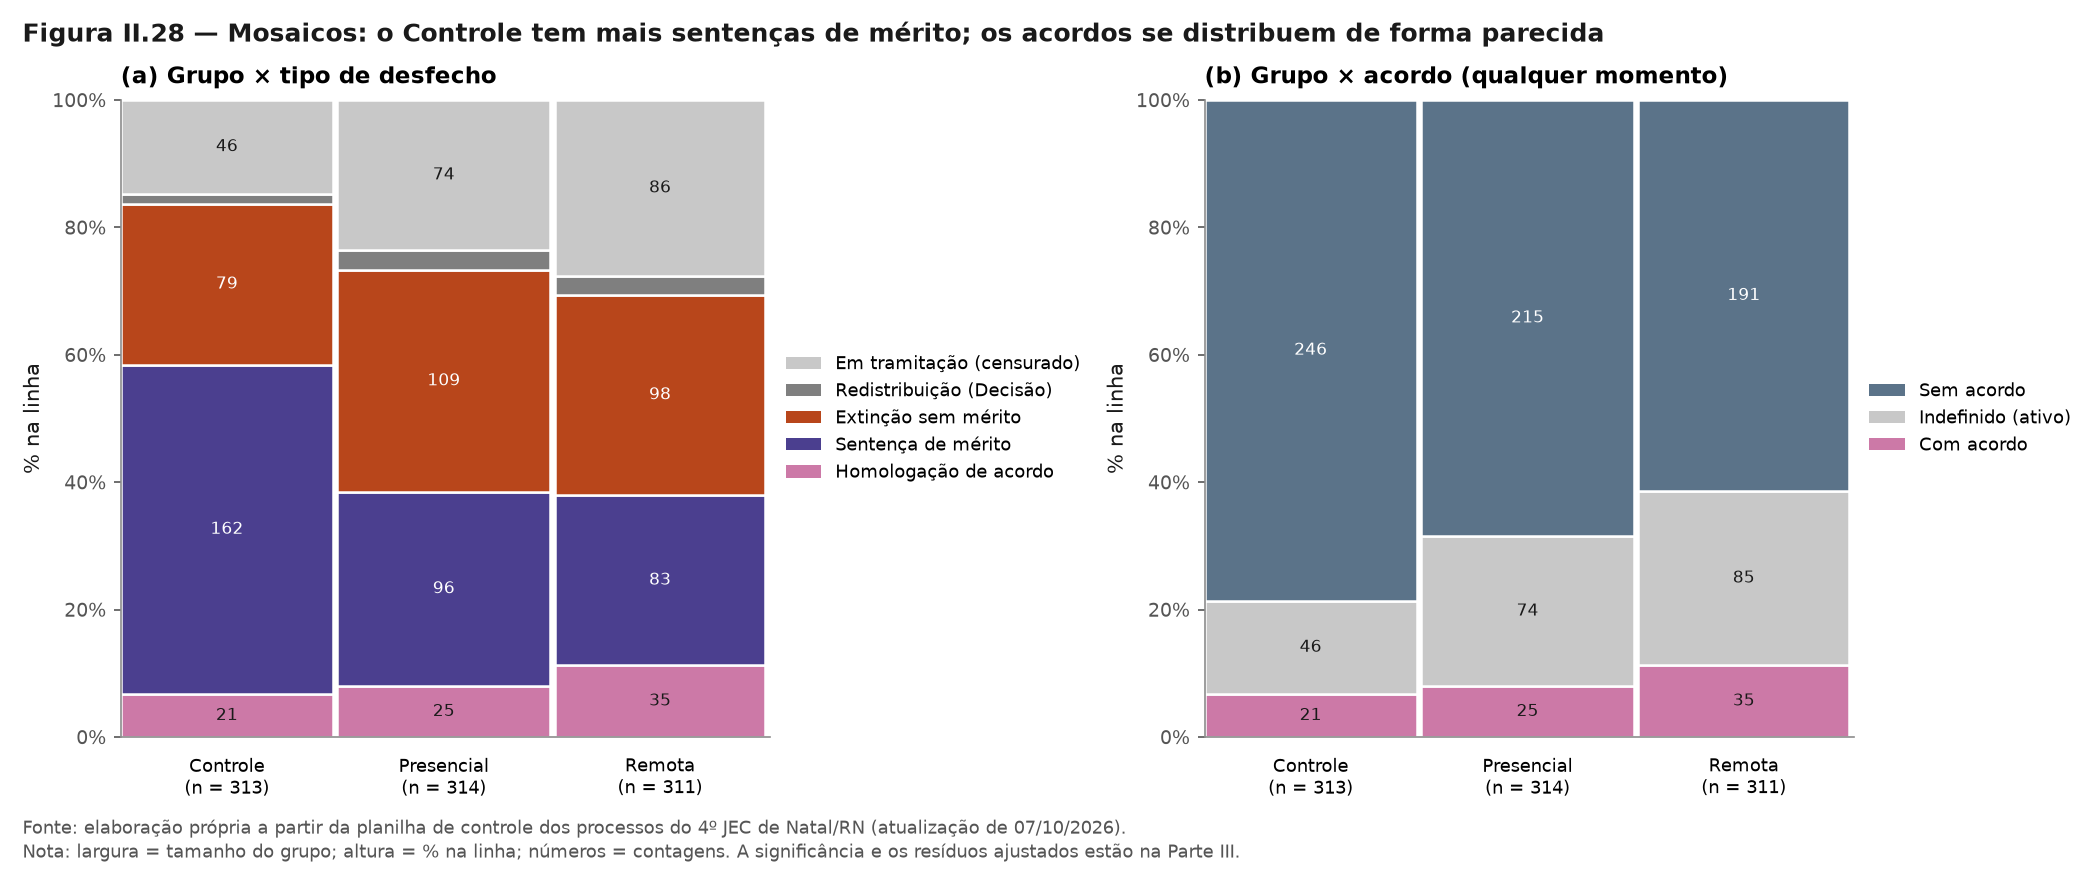 Figura II.28 — Mosaicos: o Controle tem mais sentenças de mérito; os acordos se distribuem de forma parecida
(a) Grupo × tipo de desfecho
% na linha
100%
80%
60%
40%
20%
0%
46
79
162
21
74
109
96
25
86
98
83
35
Controle
(n = 313)
Presencial
(n = 314)
Remota
(n = 311)
Em tramitação (censurado)
Redistribuição (Decisão)
Extinção sem mérito
Sentença de mérito
Homologação de acordo
(b) Grupo × acordo (qualquer momento)
% na linha
100%
80%
60%
40%
20%
0%
246
46
21
215
74
25
191
85
35
Controle
(n = 313)
Presencial
(n = 314)
Remota
(n = 311)
Sem acordo
Indefinido (ativo)
Com acordo
Fonte: elaboração própria a partir da planilha de controle dos processos do 4º JEC de Natal/RN (atualização de 07/10/2026).
Nota: largura = tamanho do grupo; altura = % na linha; números = contagens. A significância e os resíduos ajustados estão na Parte III.